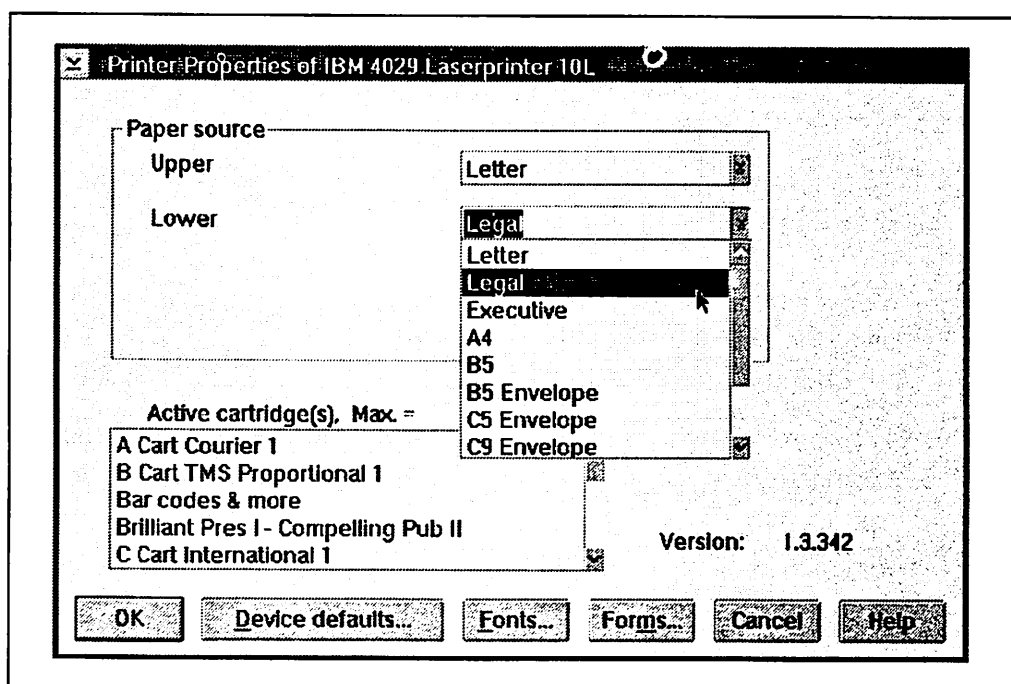 Printer Properties of IBM 4029 Laserprinter 10L
Paper source
Upper
Letter
Lower
Legal
Letter
Legal
Executive
A4
B5
B5 Envelope
C5 Envelope
C9 Envelope
Active cartridge(s), Max. =
A Cart Courier 1
B Cart TMS Proportional 1
Bar codes & more
Brilliant Pres I - Compelling Pub II
C Cart International 1
Version: 1.3.342
OK
Device defaults...
Fonts...
Forms...
Cancel
Help